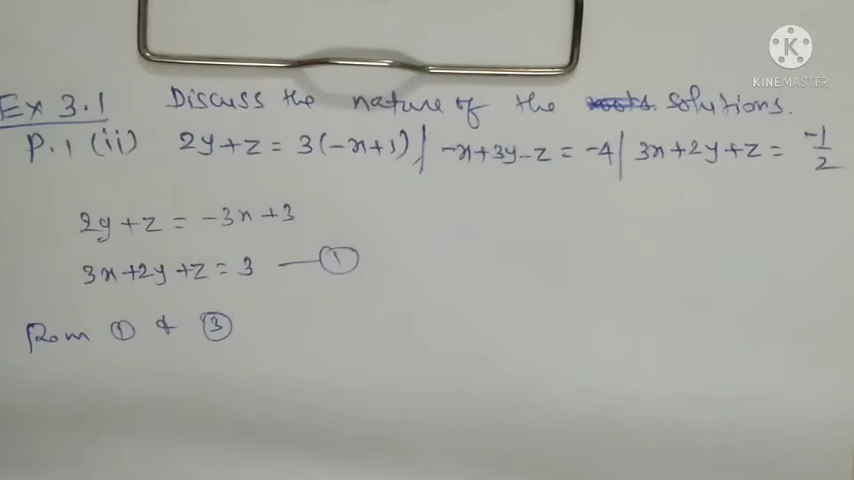 KINEMASTER
Ex 3.1 Discuss the nature of the solutions.
P.1 (ii) 2y+z = 3(-x+1) | -x+3y-z = -4 | 3x+2y+z = -1/2
2y+z = -3x+3
3x+2y+z = 3 — ①
From ① & ③